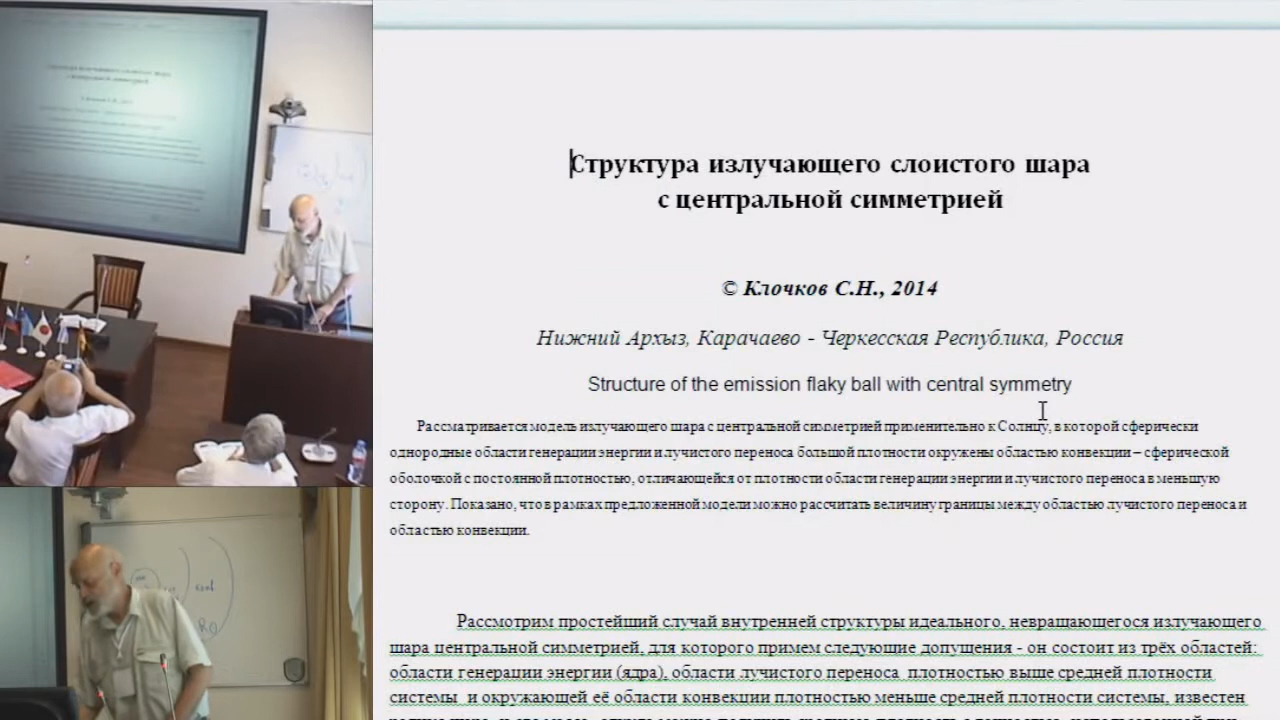 Структура излучающего слоистого шара
с центральной симметрией
© Клочков С.Н., 2014
Нижний Архыз, Карачаево - Черкесская Республика, Россия
Structure of the emission flaky ball with central symmetry
Рассматривается модель излучающего шара с центральной симметрией применительно к Солнцу, в которой сферически
однородные области генерации энергии и лучистого переноса большой плотности окружены областью конвекции – сферической
оболочкой с постоянной плотностью, отличающейся от плотности области генерации энергии и лучистого переноса в меньшую
сторону. Показано, что в рамках предложенной модели можно рассчитать величину границы между областью лучистого переноса и
областью конвекции.
Рассмотрим простейший случай внутренней структуры идеального, невращающегося излучающего
шара центральной симметрии, для которого примем следующие допущения - он состоит из трёх областей:
области генерации энергии (ядра), области лучистого переноса плотностью выше средней плотности
системы и окружающей её области конвекции плотностью меньше средней плотности системы, известен